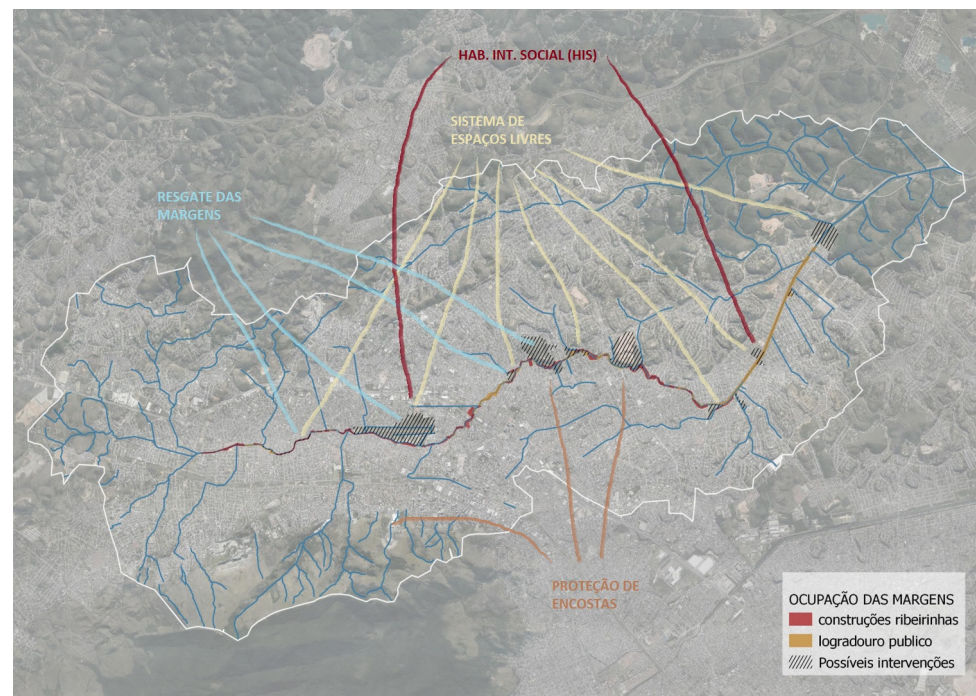 HAB. INT. SOCIAL (HIS)
SISTEMA DE
ESPAÇOS LIVRES
RESGATE DAS
MARGENS
PROTEÇÃO DE
ENCOSTAS
OCUPAÇÃO DAS MARGENS
construções ribeirinhas
logradouro publico
Possíveis intervenções